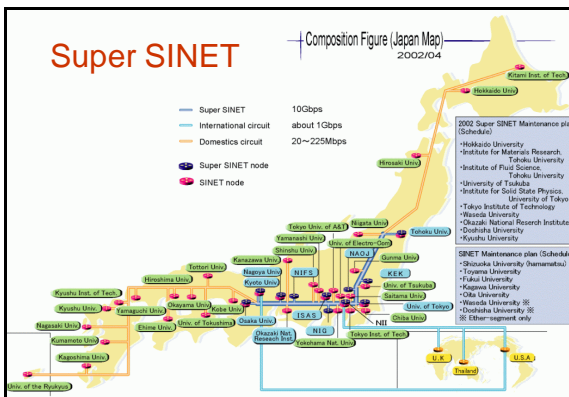 Super SINET
Composition Figure (Japan Map)
2002/04
Super SINET 10Gbps
International circuit about 1Gbps
Domestics circuit 20～225Mbps
Super SINET node
SINET node
Kitami Inst. of Tech.
Hokkaido Univ.
Hirosaki Univ.
2002 Super SINET Maintenance pla
(Schedule)
・Hokkaido University
・Institute for Materials Research,
Tohoku University
・Institute of Fluid Science,
Tohoku University
・University of Tsukuba
・Institute for Solid State Physics,
University of Tokyo
・Tokyo Institute of Technology
・Waseda University
・Okazaki National Reserch Institute
・Doshisha University
・Kyushu University
SINET Maintenance plan (Schedule
・Shizuoka University (hamamatsu)
・Toyama University
・Fukui University
・Kagawa University
・Oita University
・Waseda University ※
・Doshisha University ※
※ Ether-segment only
Niigata Univ.
Tokyo Univ. of A&T
Tohoku Univ.
Yamanashi Univ.
Univ. of Electro-Com
Shinshu Univ.
NAOJ
Kanazawa Univ.
Gunma Univ.
Tottori Univ.
Nagoya Univ.
NIFS
KEK
Hiroshima Univ.
Kyoto Univ.
Univ. of Tsukuba
Kyushu Inst. of Tech.
Saitama Univ.
Kyushu Univ.
Okayama Univ.
Kobe Univ.
Univ. of Tokyo
Yamaguchi Univ.
ISAS
Chiba Univ.
Nagasaki Univ.
Univ. of Tokushima
Osaka Univ.
NII
Ehime Univ.
NIG
Kumamoto Univ.
Okazaki Nat.
Reseach Inst.
Tokyo Inst. of Tech.
Yokohama Nat. Univ.
Kagoshima Univ.
U.K
Thailand
U.S.A
Univ. of the Ryukyus